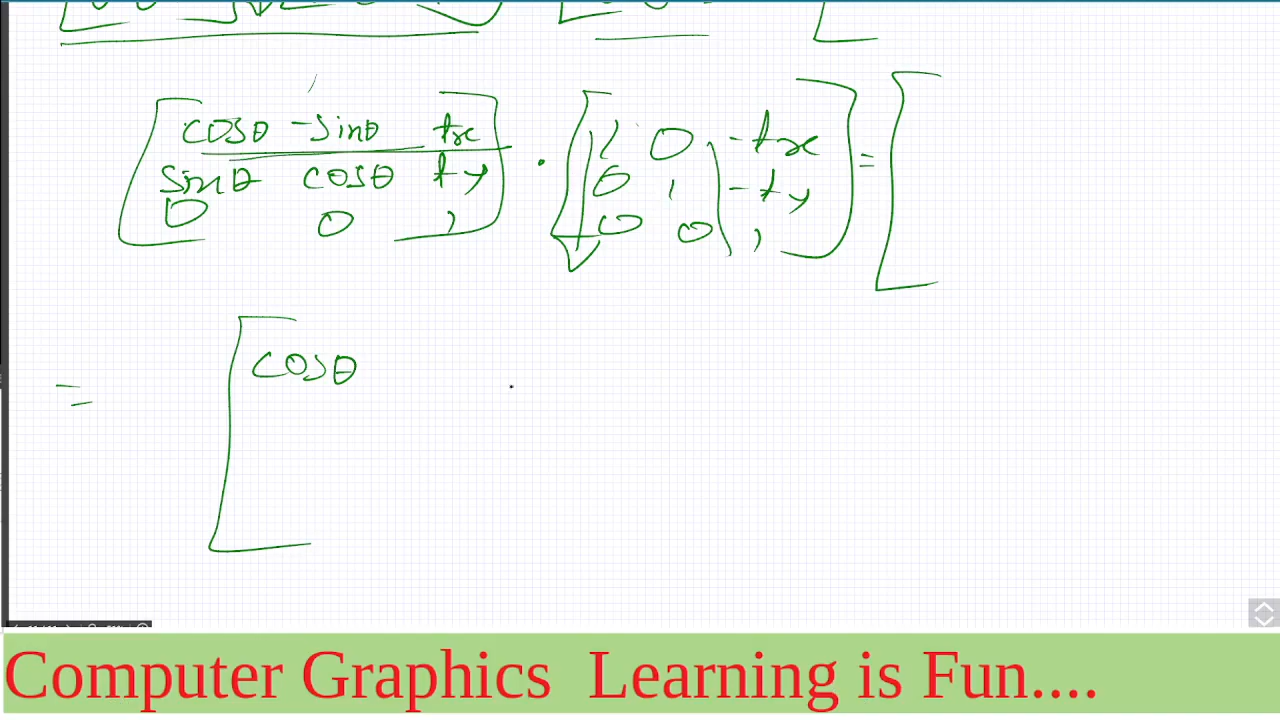 cosθ -sinθ tx 1 0 -tx =
sinθ cosθ ty . 0 1 -ty
0 0 1 0 0 1
= cosθ
Computer Graphics Learning is Fun....